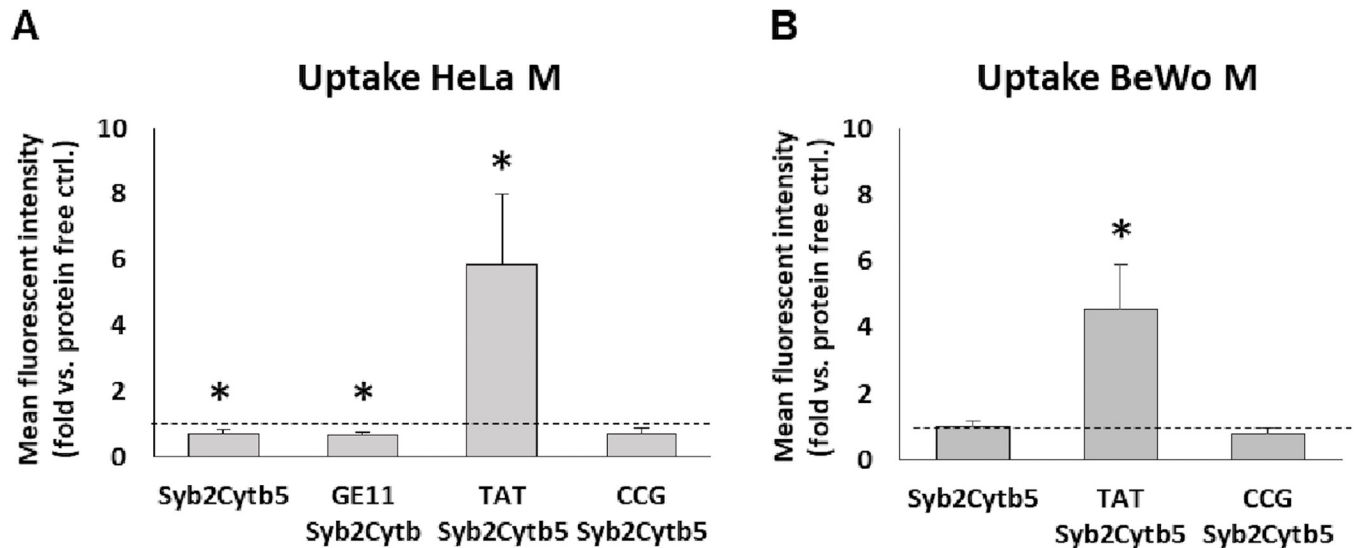 A
Uptake HeLa M
Mean fluorescent intensity
(fold vs. protein free ctrl.)
10
8
6
4
2
0
*
*
*
Syb2Cytb5
GE11
Syb2Cytb
TAT
Syb2Cytb5
CCG
Syb2Cytb5
B
Uptake BeWo M
Mean fluorescent intensity
(fold vs. protein free ctrl.)
10
8
6
4
2
0
*
Syb2Cytb5
TAT
Syb2Cytb5
CCG
Syb2Cytb5